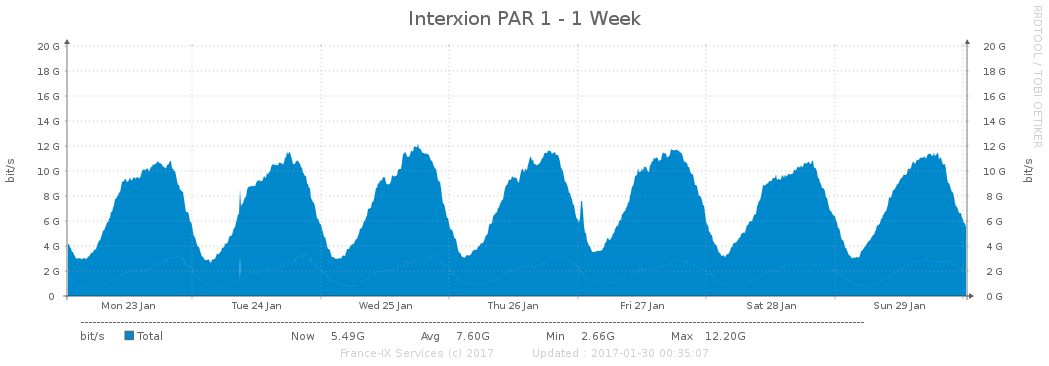 Interxion PAR 1 - 1 Week
RRDTOOL / TOBI OETIKER
20 G 20 G
18 G 18 G
16 G 16 G
14 G 14 G
12 G 12 G
10 G 10 G
8 G 8 G
6 G 6 G
4 G 4 G
2 G 2 G
0 0 G
bit/s
bit/s
Mon 23 Jan Tue 24 Jan Wed 25 Jan Thu 26 Jan Fri 27 Jan Sat 28 Jan Sun 29 Jan
bit/s Total Now 5.49G Avg 7.60G Min 2.66G Max 12.20G
France-IX Services (c) 2017 Updated : 2017-01-30 00:35:07